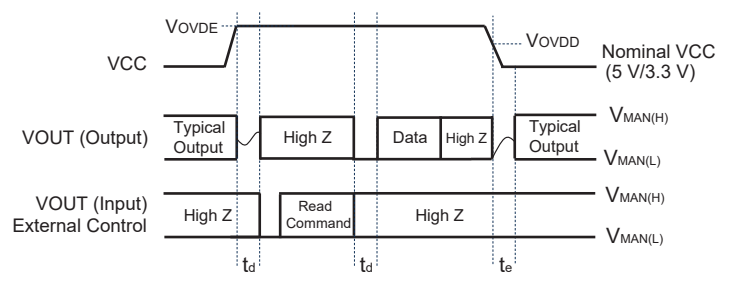 VOVDE
VOVDD
VCC
Nominal VCC
(5 V/3.3 V)
VOUT (Output)
Typical
Output
High Z
Data
High Z
Typical
Output
VMAN(H)
VMAN(L)
VOUT (Input)
External Control
High Z
Read
Command
High Z
VMAN(H)
VMAN(L)
td
td
te